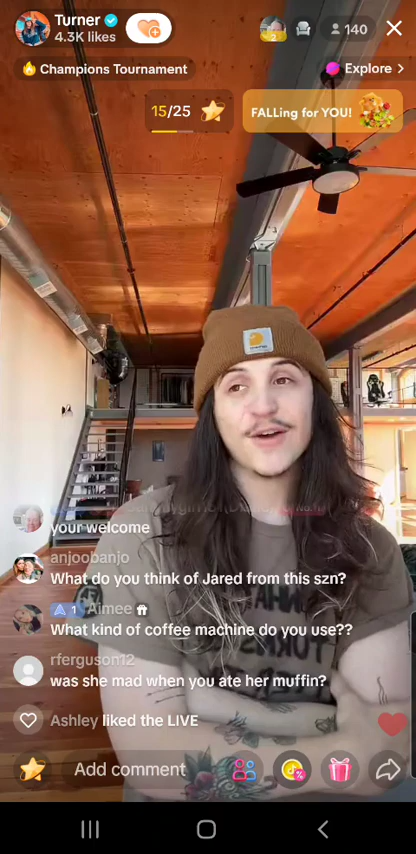 Turner
4.3K likes
2
140
Champions Tournament
Explore >
15/25
FALLing for YOU!
your welcome
anjoobanjo
What do you think of Jared from this szn?
1 Aimee
What kind of coffee machine do you use??
rferguson12
was she mad when you ate her muffin?
Ashley liked the LIVE
Add comment